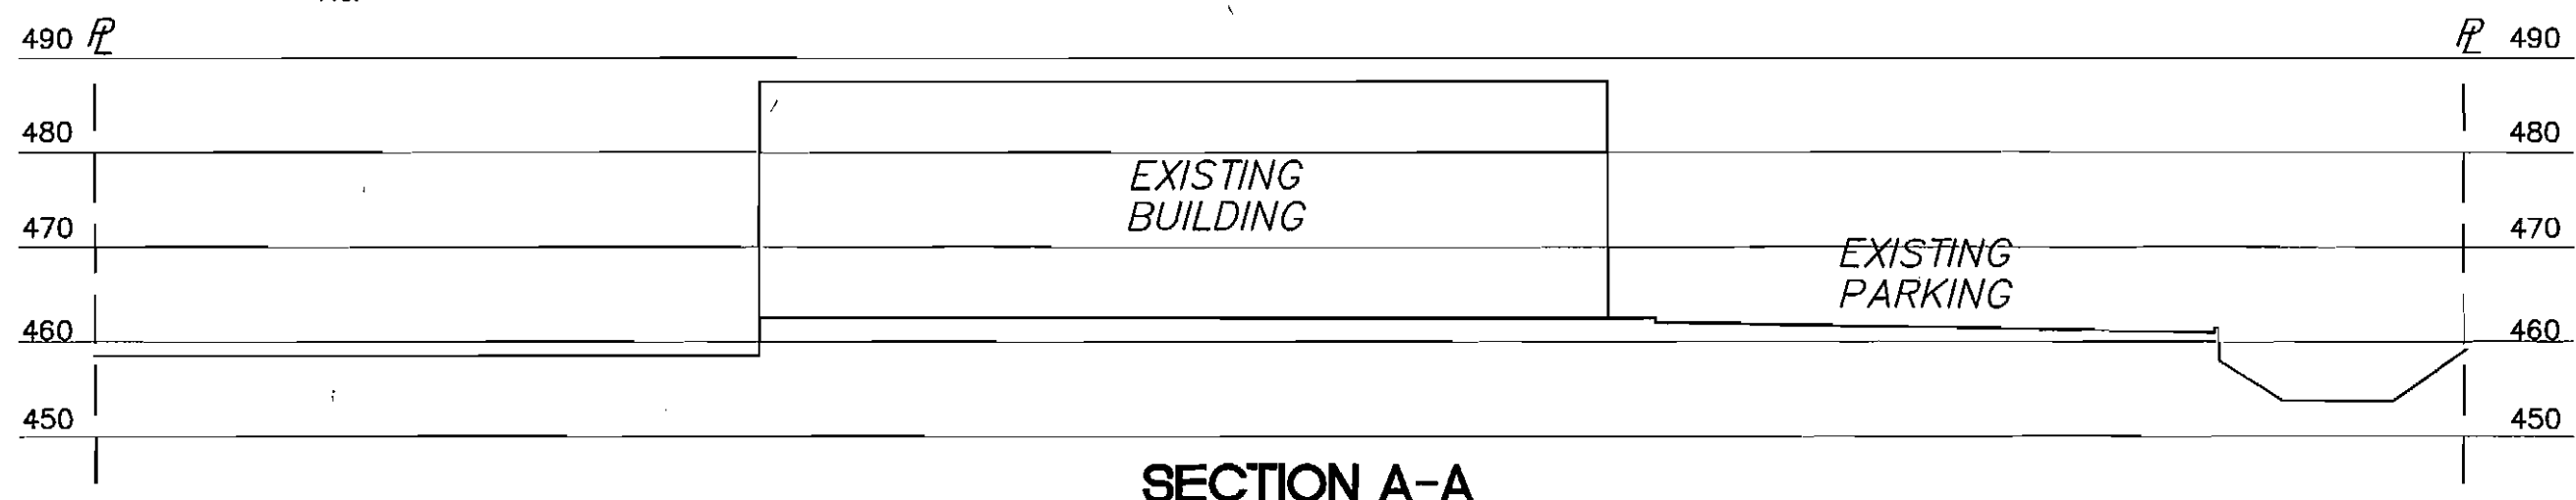 490 PL PL 490
480 480
EXISTING
BUILDING
470 470
EXISTING
PARKING
460 460
450 450
SECTION A-A